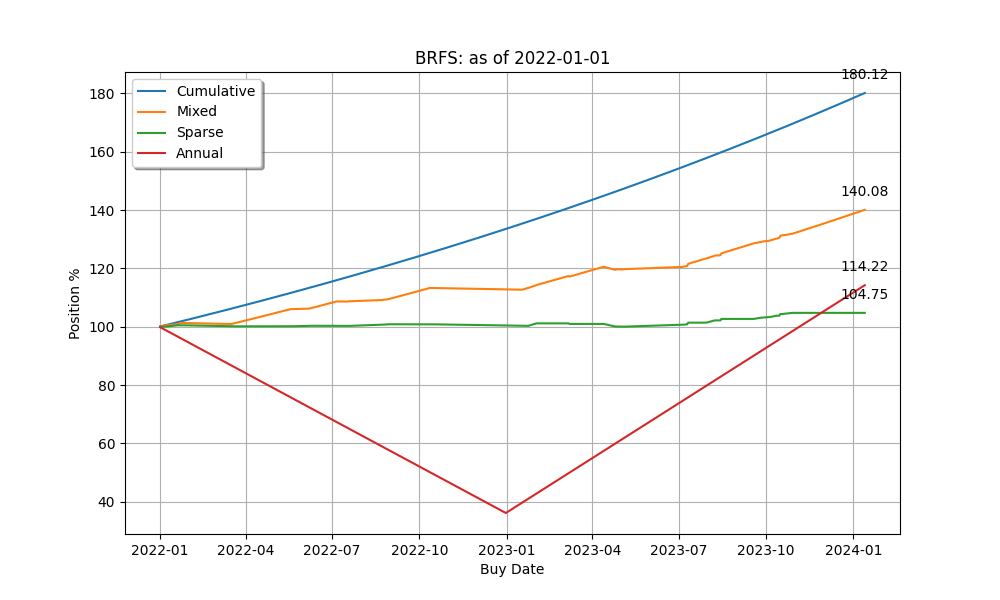 BRFS: as of 2022-01-01
180.12
180
Cumulative
Mixed
Sparse
Annual
160
140.08
140
120
114.22
104.75
100
80
60
40
Position %
2022-01 2022-04 2022-07 2022-10 2023-01 2023-04 2023-07 2023-10 2024-01
Buy Date